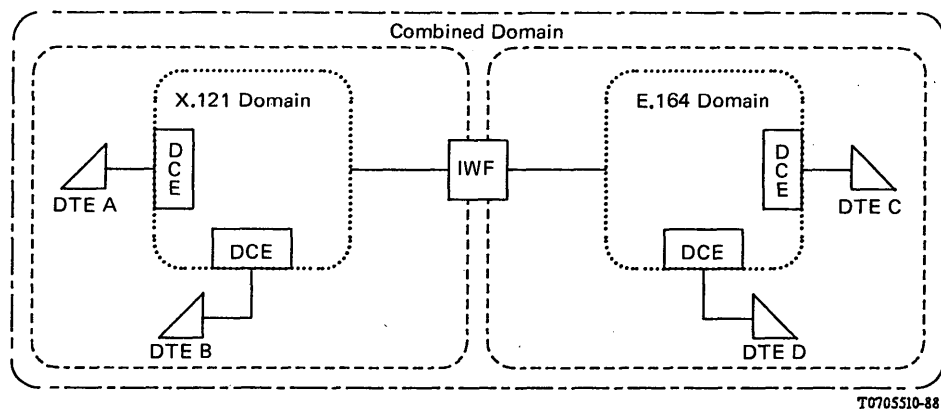 Combined Domain
X.121 Domain
E.164 Domain
DCE
DTE A
IWF
DCE
DTE C
DCE
DTE B
DCE
DTE D
T0705510-88